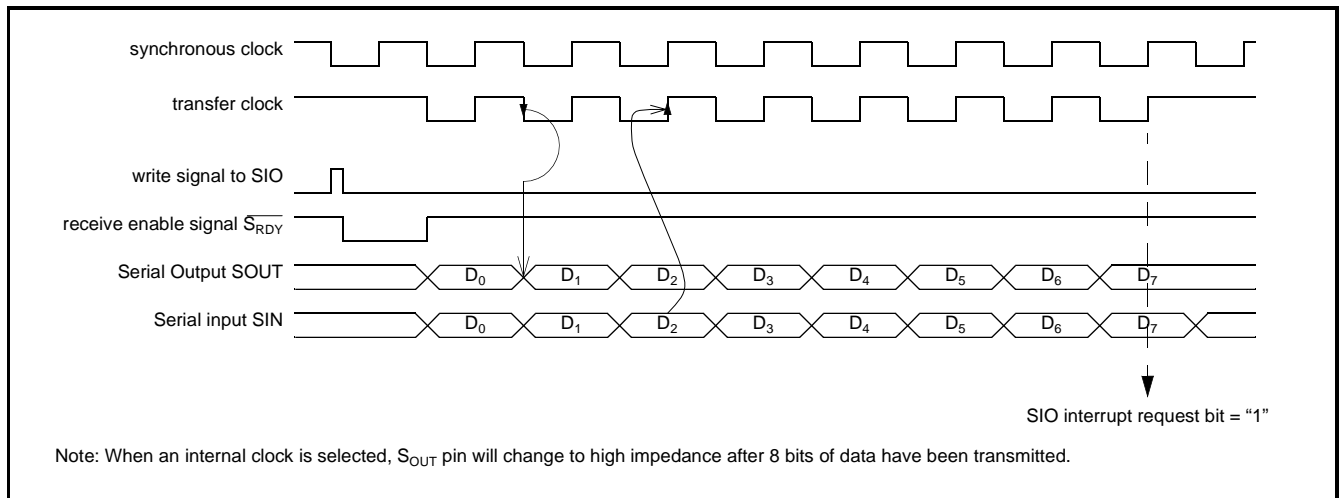 synchronous clock
transfer clock
write signal to SIO
receive enable signal S̅R̅D̅Y̅
Serial Output SOUT
D0 D1 D2 D3 D4 D5 D6 D7
Serial input SIN
D0 D1 D2 D3 D4 D5 D6 D7
SIO interrupt request bit = “1”
Note: When an internal clock is selected, SOUT pin will change to high impedance after 8 bits of data have been transmitted.